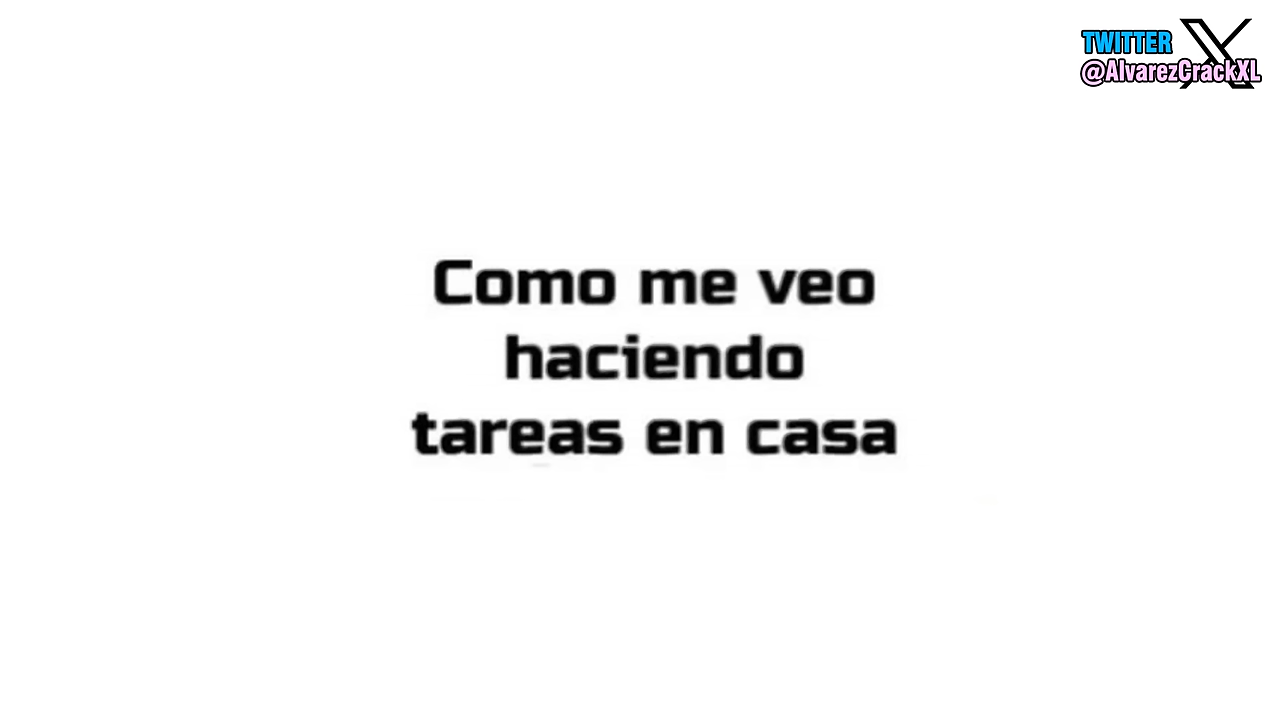 TWITTER
@AlvarezCrackXL
Como me veo
haciendo
tareas en casa